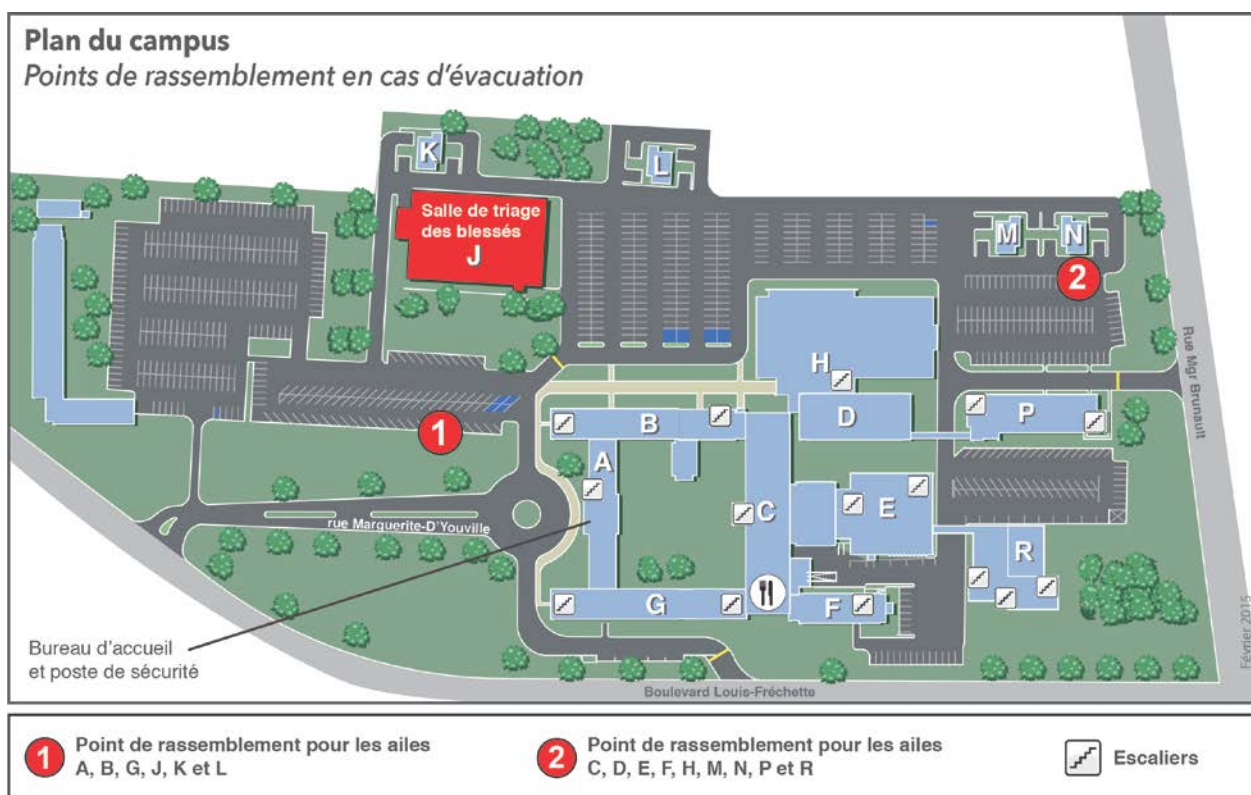 Plan du campus
Points de rassemblement en cas d'évacuation
K
L
Salle de triage
des blessés
J
M
N
2
H
Rue Mgr Brunault
1
B
D
P
A
C
E
rue Marguerite-D'Youville
R
G
F
Bureau d'accueil
et poste de sécurité
Boulevard Louis-Fréchette
Février 2015
1
Point de rassemblement pour les ailes
A, B, G, J, K et L
2
Point de rassemblement pour les ailes
C, D, E, F, H, M, N, P et R
Escaliers